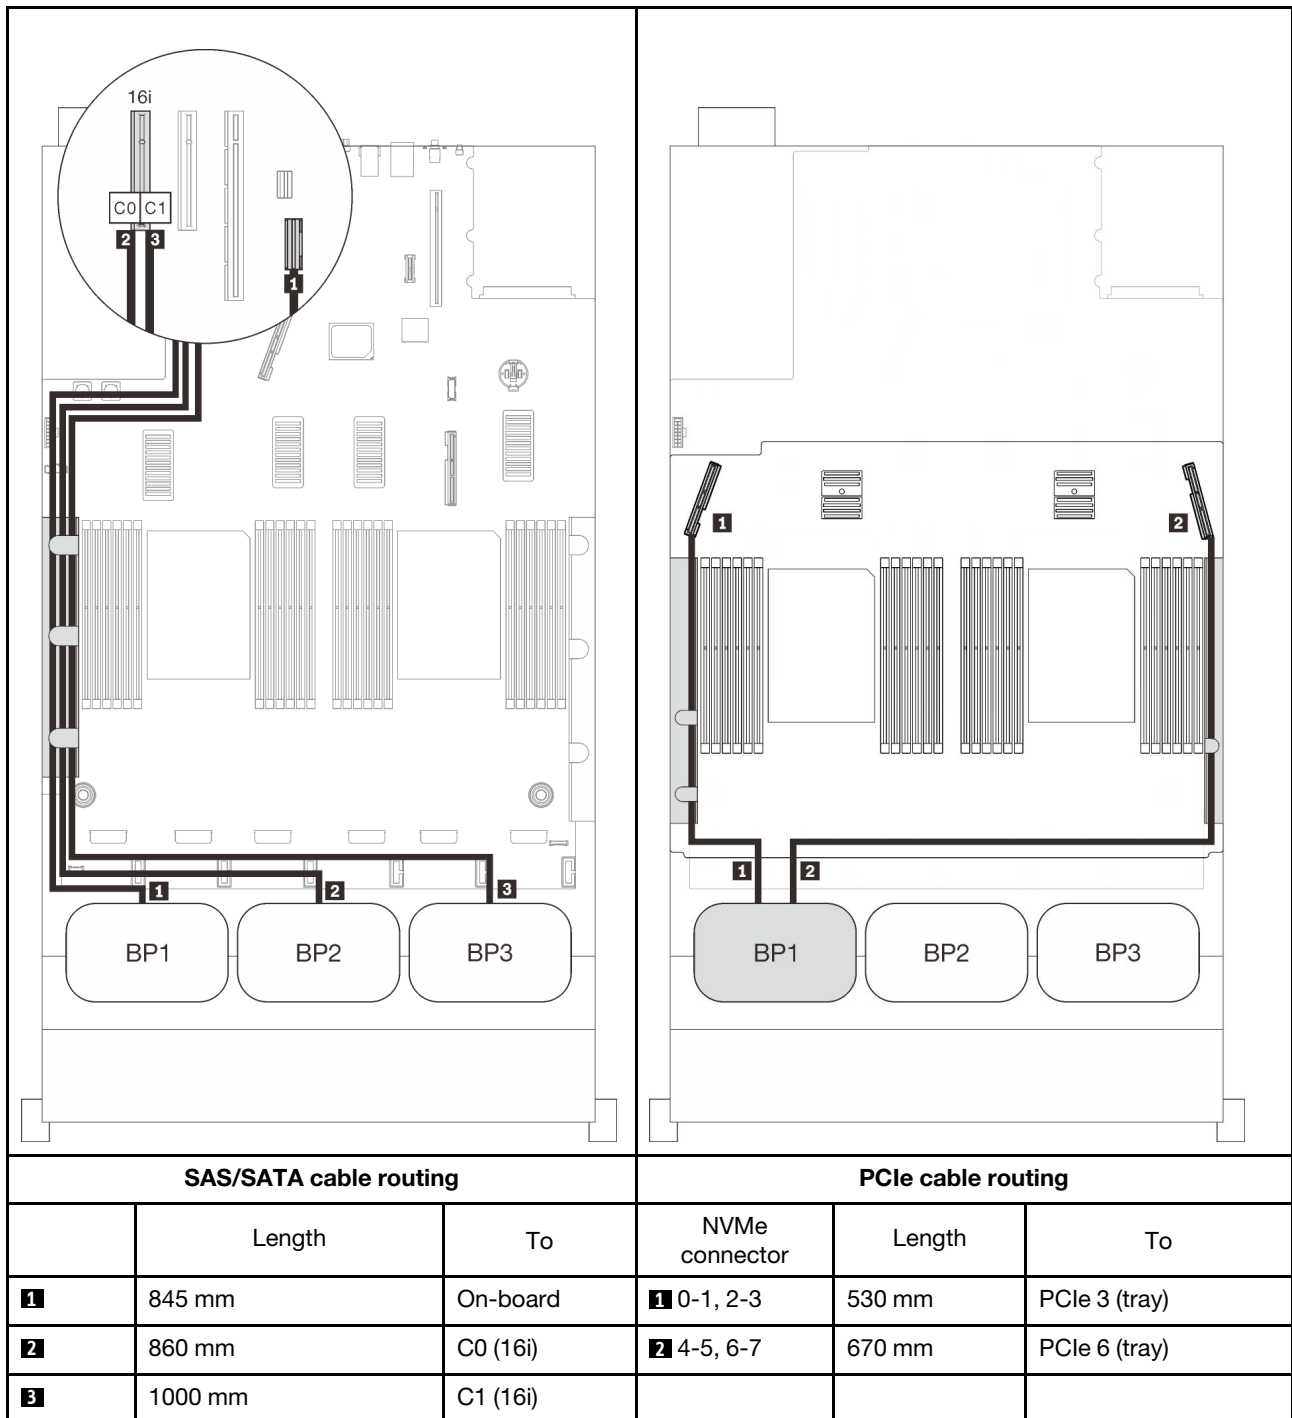 16i
C0 C1
2 3
1
1
2
3
BP1 BP2 BP3
1
2
1
2
BP1 BP2 BP3
SAS/SATA cable routing
PCIe cable routing
Length To
NVMe connector Length To
1 845 mm On-board
1 0-1, 2-3 530 mm PCIe 3 (tray)
2 860 mm C0 (16i)
2 4-5, 6-7 670 mm PCIe 6 (tray)
3 1000 mm C1 (16i)